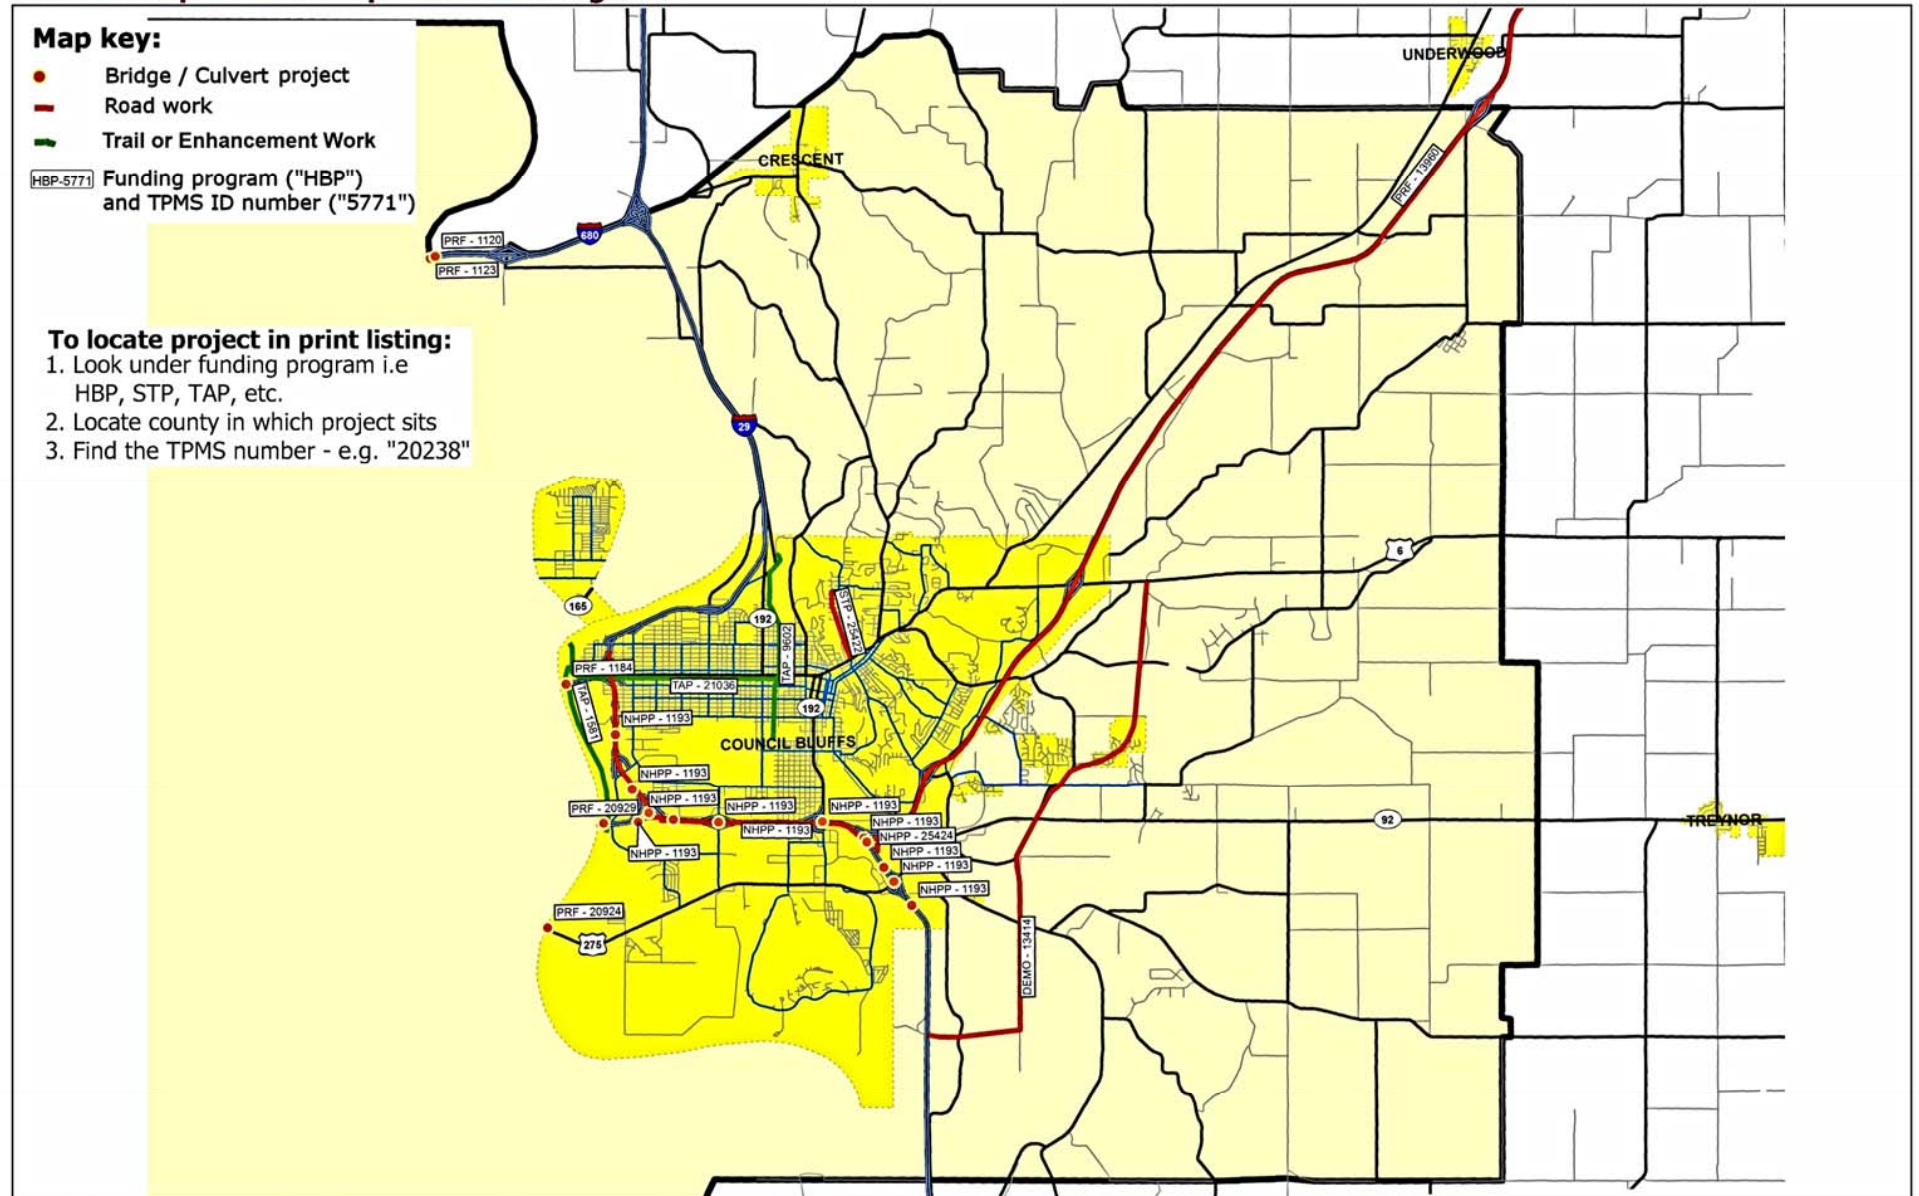 Map key:
Bridge / Culvert project
Road work
Trail or Enhancement Work
HBP-5771 Funding program ("HBP")
and TPMS ID number ("5771")
UNDERWOOD
CRESCENT
PRF - 13960
PRF - 1120
680
PRF - 1123
To locate project in print listing:
1. Look under funding program i.e
HBP, STP, TAP, etc.
2. Locate county in which project sits
3. Find the TPMS number - e.g. "20238"
29
6
165
192
STP - 25422
TAP - 9602
PRF - 1184
TAP - 21036
TAP - 1581
192
NHPP - 1193
COUNCIL BLUFFS
NHPP - 1193
NHPP - 1193
NHPP - 1193
NHPP - 1193
PRF - 20929
NHPP - 1193
NHPP - 1193
NHPP - 25424
NHPP - 1193
NHPP - 1193
NHPP - 1193
NHPP - 1193
92
TREYNOR
PRF - 20924
275
DEMO - 13414